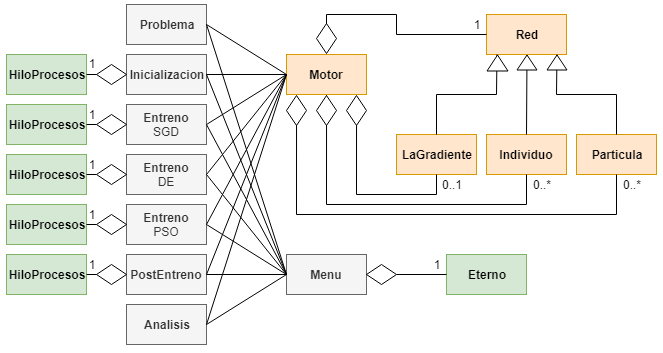 Problema
1
Red
HiloProcesos
1
Inicializacion
Motor
HiloProcesos
1
Entreno
SGD
LaGradiente
Individuo
Particula
HiloProcesos
1
Entreno
DE
0..1
0..*
0..*
HiloProcesos
1
Entreno
PSO
HiloProcesos
1
PostEntreno
Menu
1
Eterno
Analisis